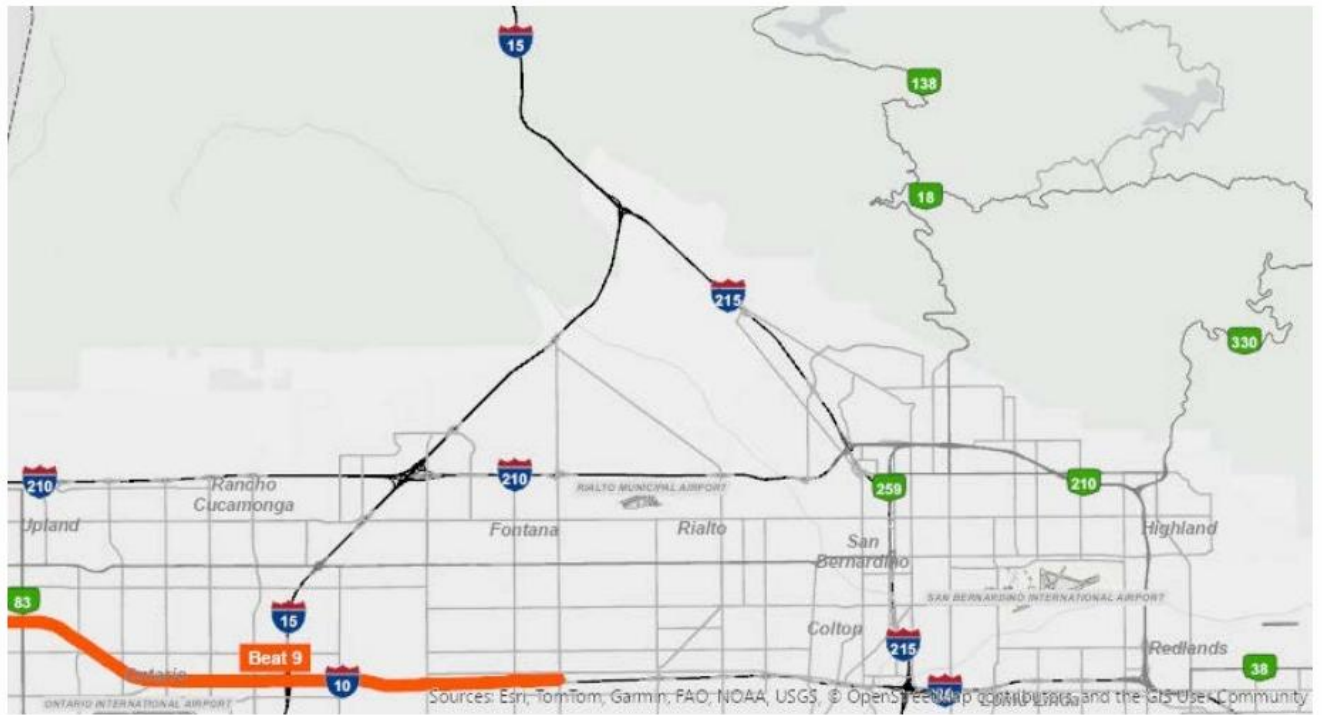 15
138
18
215
330
210
Rancho
Cucamonga
210
RIALTO MUNICIPAL AIRPORT
259
210
Upland
Fontana
Rialto
San
Bernardino
Highland
83
15
SAN BERNARDINO INTERNATIONAL AIRPORT
Coltop
215
Redlands
Beat 9
38
Ontario
10
ONTARIO INTERNATIONAL AIRPORT
Sources: Esri, TomTom, Garmin, FAO, NOAA, USGS, © OpenStreetMap contributors, and the GIS User Community